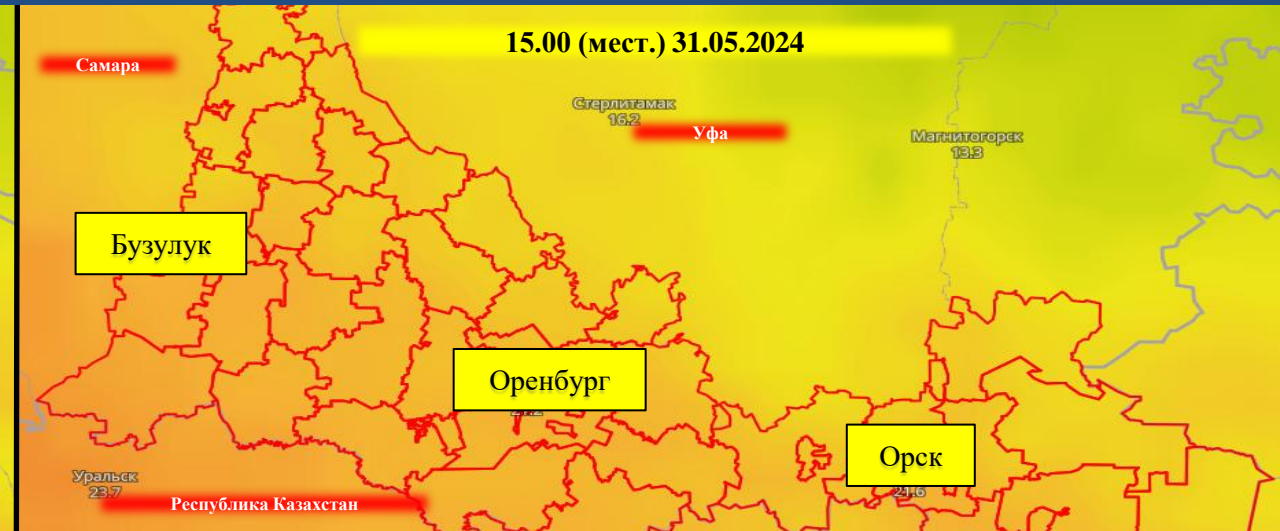 15.00 (мест.) 31.05.2024
Самара
Стерлитамак
16.2
Уфа
Магнитогорск
13.3
Бузулук
Оренбург
Орск
21.6
Уральск
23.7
Республика Казахстан